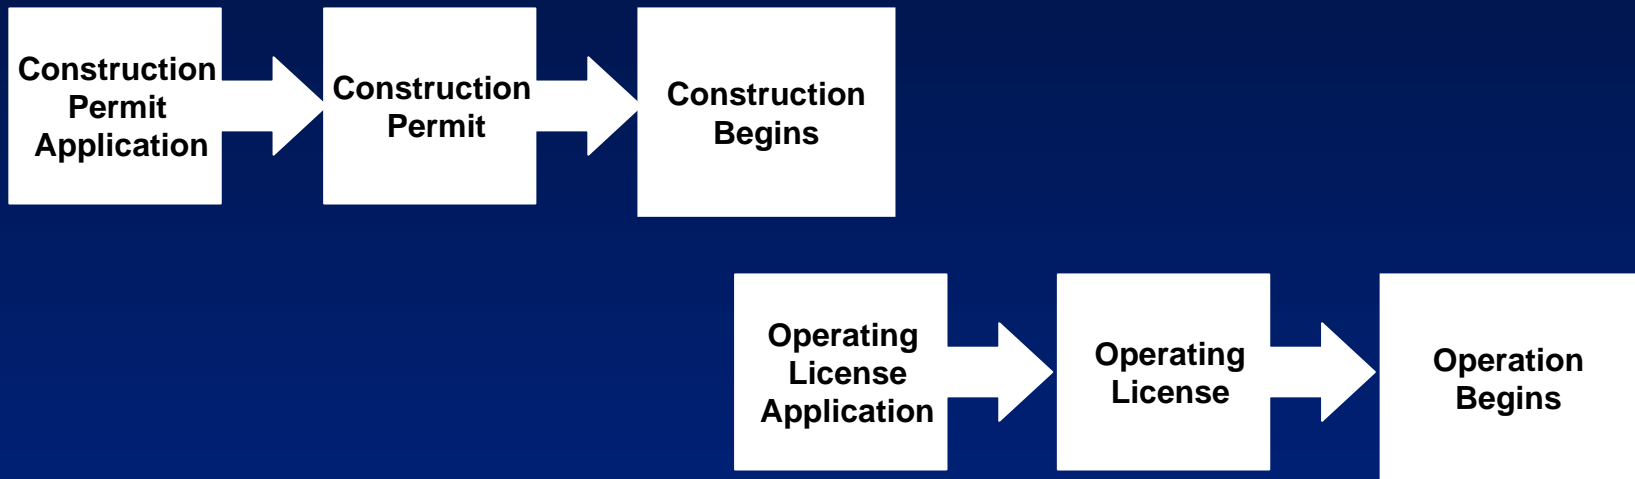 Construction
Permit
Application
Construction
Permit
Construction
Begins
Operating
License
Application
Operating
License
Operation
Begins